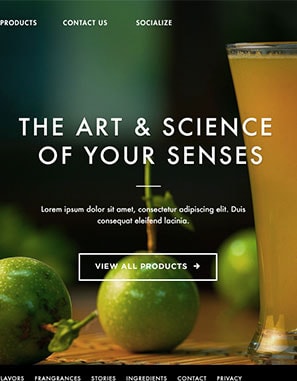 PRODUCTS CONTACT US SOCIALIZE
THE ART & SCIENCE
OF YOUR SENSES
Lorem ipsum dolor sit amet, consectetur adipiscing elit. Duis
consequat eleifend lacinia.
VIEW ALL PRODUCTS →
LAVORS FRANGRANCES STORIES INGREDIENTS CONTACT PRIVACY